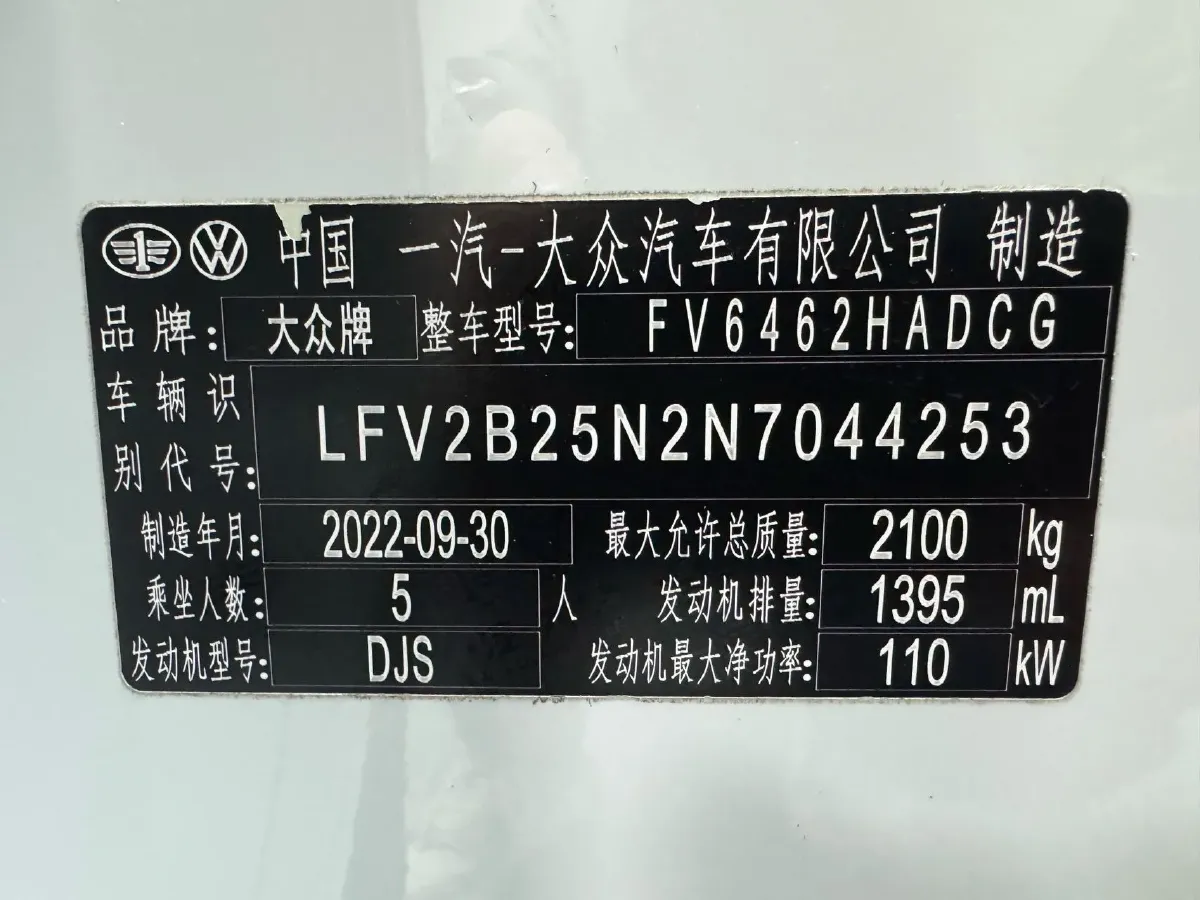 中国 一汽-大众汽车有限公司 制造
品牌: 大众牌 整车型号: FV6462HADCG
车辆识别代号: LFV2B25N2N7044253
制造年月: 2022-09-30 最大允许总质量: 2100 kg
乘坐人数: 5 人 发动机排量: 1395 mL
发动机型号: DJS 发动机最大净功率: 110 kW